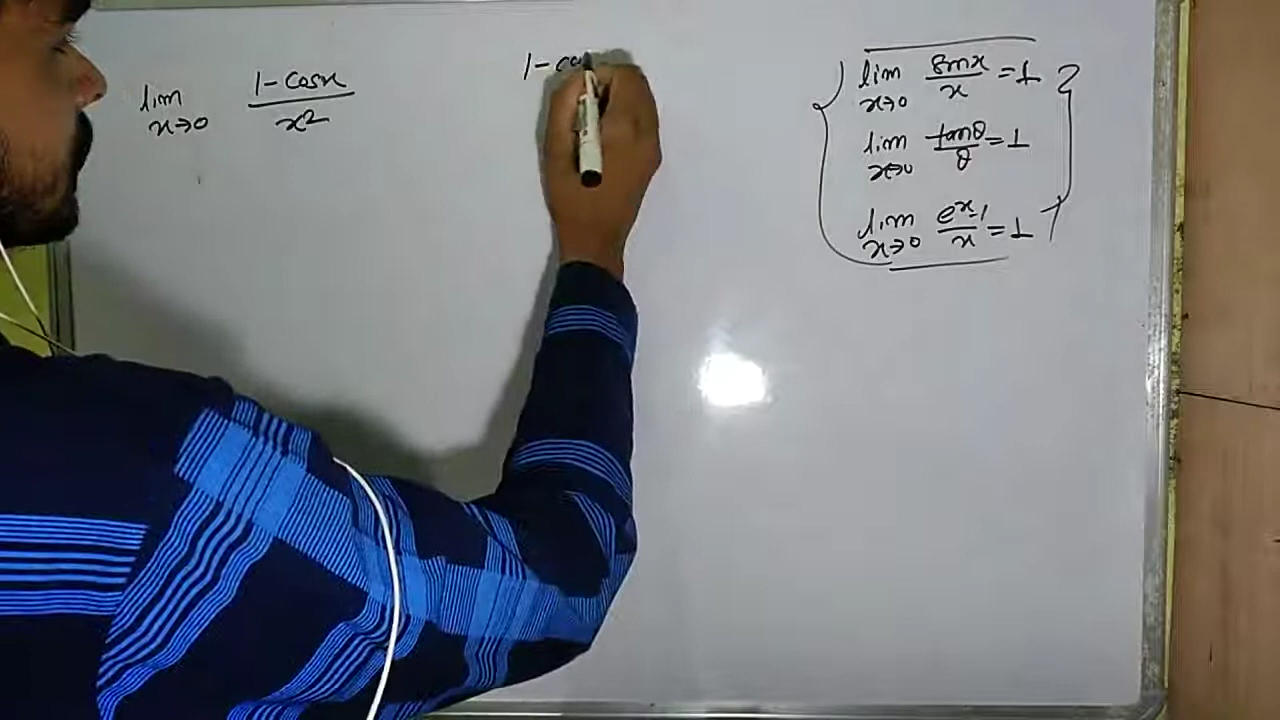 lim x→0 1-cosx / x²
1-cos
lim x→0 sinx / x = 1
lim x→0 tanθ / θ = 1
lim x→0 eˣ-1 / x = 1